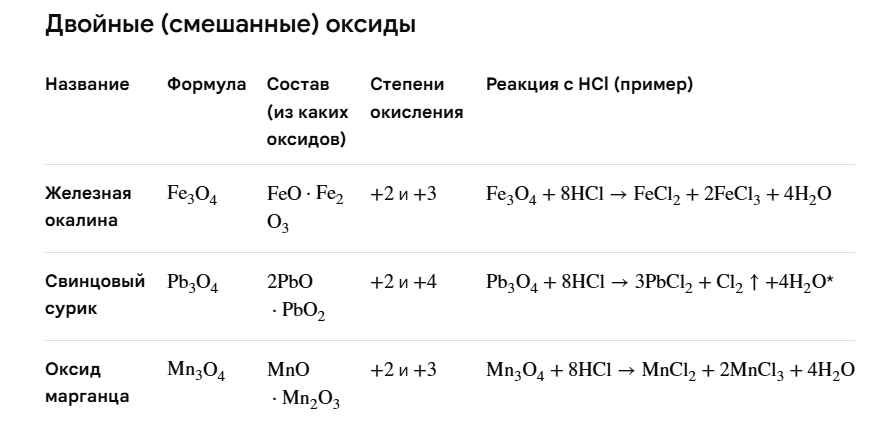 Двойные (смешанные) оксиды
Название Формула Состав (из каких оксидов) Степени окисления Реакция с HCl (пример)
Железная окалина Fe₃O₄ FeO · Fe₂O₃ +2 и +3 Fe₃O₄ + 8HCl → FeCl₂ + 2FeCl₃ + 4H₂O
Свинцовый сурик Pb₃O₄ 2PbO · PbO₂ +2 и +4 Pb₃O₄ + 8HCl → 3PbCl₂ + Cl₂ ↑ +4H₂O*
Оксид марганца Mn₃O₄ MnO · Mn₂O₃ +2 и +3 Mn₃O₄ + 8HCl → MnCl₂ + 2MnCl₃ + 4H₂O